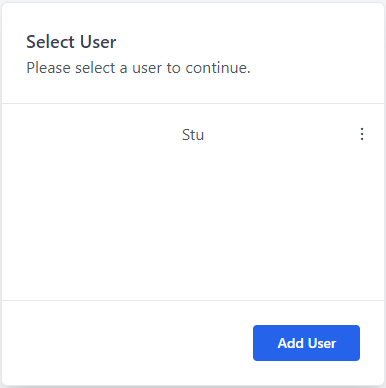 Select User
Please select a user to continue.
Stu
Add User